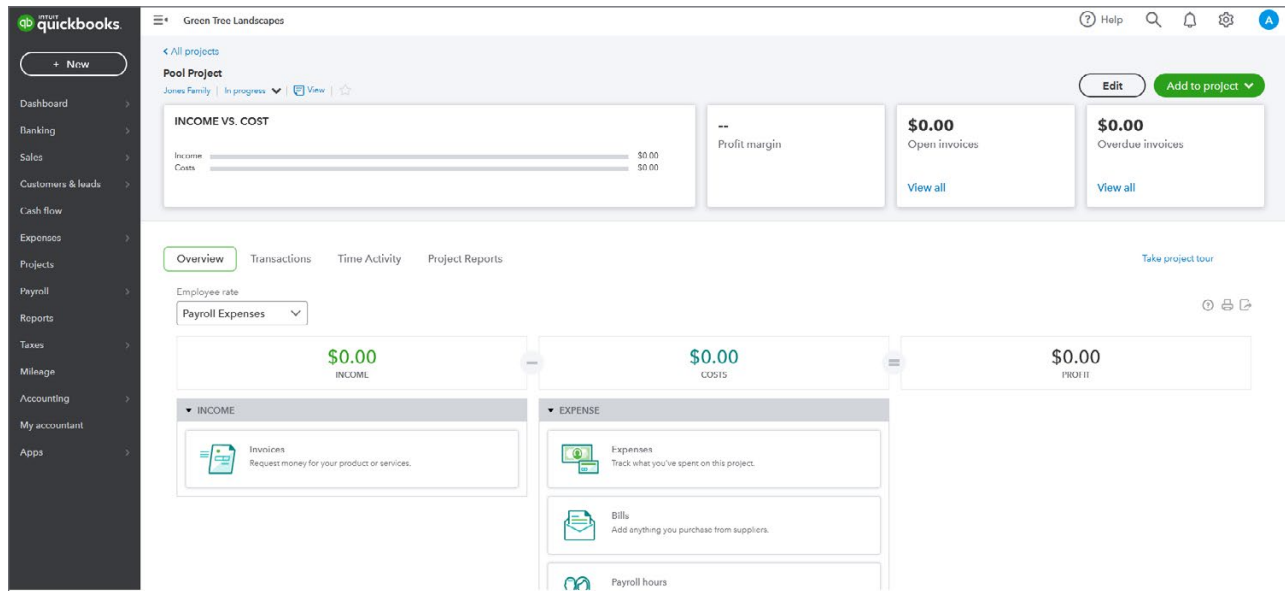 INTUIT
qb quickbooks.
Green Tree Landscapes
Help
A
+ New
Dashboard
Banking
Sales
Customers & leads
Cash flow
Expenses
Projects
Payroll
Reports
Taxes
Mileage
Accounting
My accountant
Apps
All projects
Pool Project
Jones Family | In progress | View |
Edit
Add to project
INCOME VS. COST
Income $0.00
Costs $0.00
--
Profit margin
$0.00
Open invoices
View all
$0.00
Overdue invoices
View all
Overview Transactions Time Activity Project Reports
Take project tour
Employee rate
Payroll Expenses
$0.00
INCOME
−
$0.00
COSTS
=
$0.00
PROFIT
INCOME
Invoices
Request money for your product or services.
EXPENSE
Expenses
Track what you've spent on this project.
Bills
Add anything you purchase from suppliers.
Payroll hours